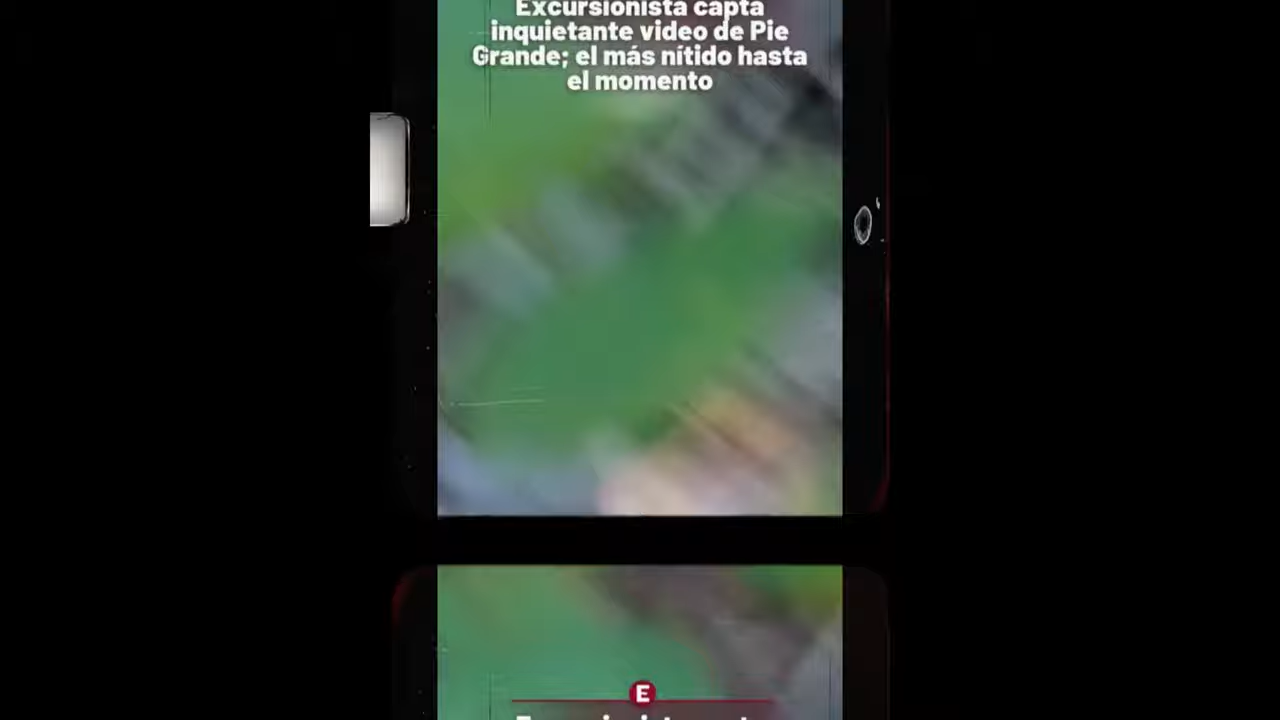 Excursionista capta
inquietante video de Pie
Grande; el más nítido hasta
el momento
E